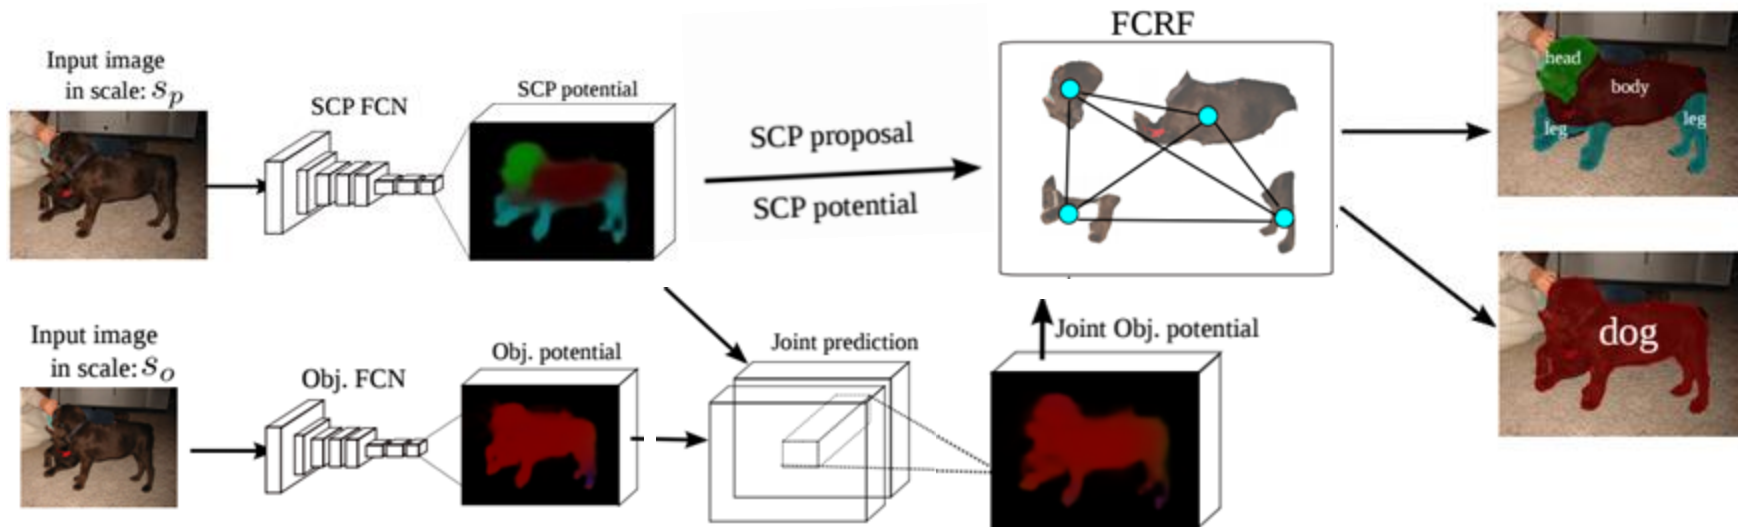 FCRF
Input image
in scale: s_p
SCP FCN
SCP potential
SCP proposal
SCP potential
head
body
leg
leg
Input image
in scale: s_o
Obj. FCN
Obj. potential
Joint prediction
Joint Obj. potential
dog